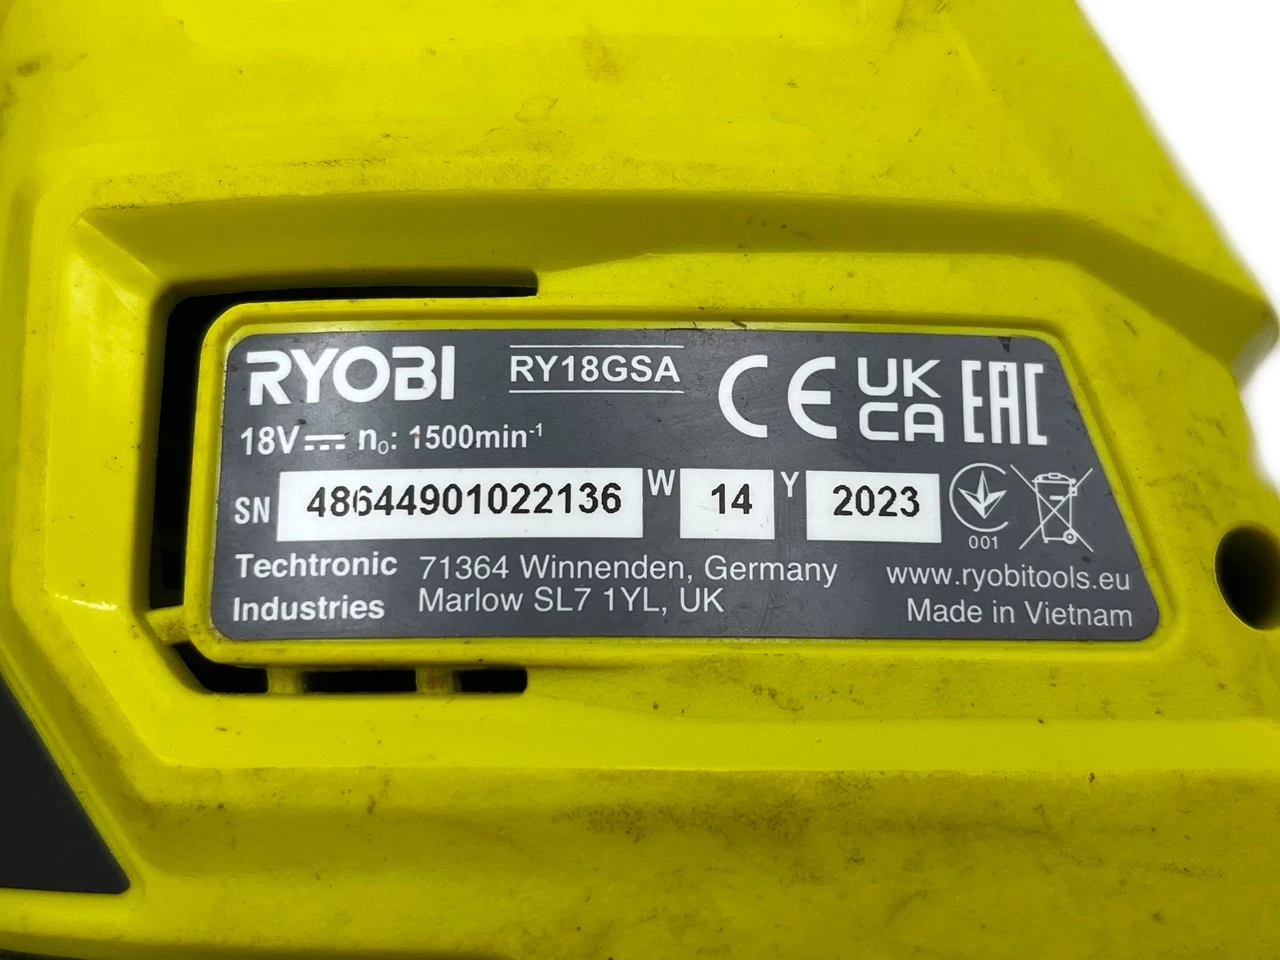 RYOBI RY18GSA CE UK CA EAC
18V n₀: 1500min⁻¹
SN 48644901022136 W 14 Y 2023
001
Techtronic Industries
71364 Winnenden, Germany
Marlow SL7 1YL, UK
www.ryobitools.eu
Made in Vietnam